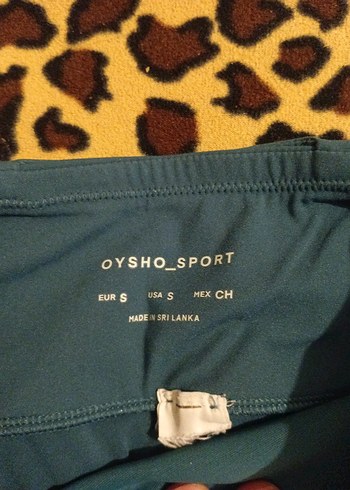 OYSHO_SPORT
EUR S USA S MEX CH
MADE IN SRI LANKA